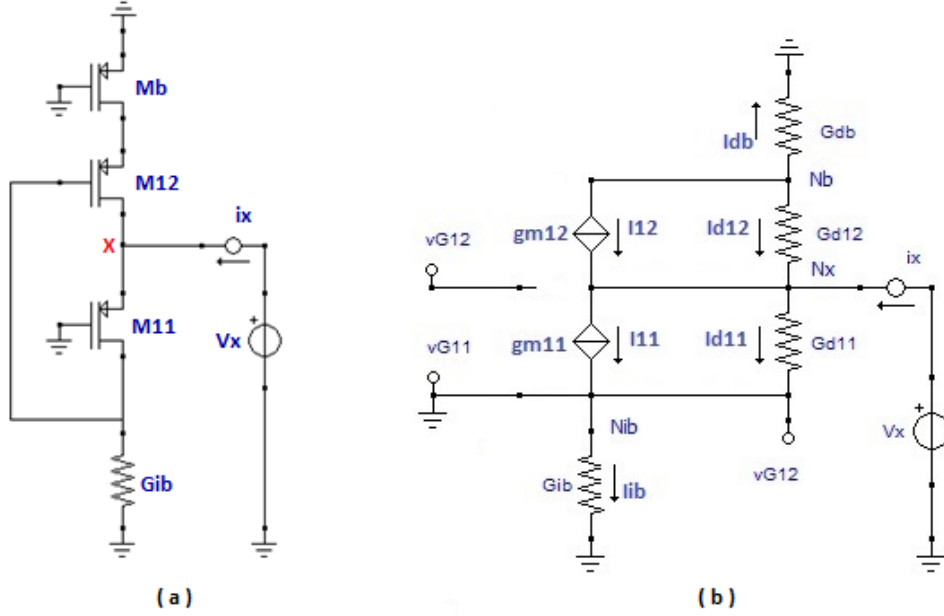 Mb
M12
X
ix
M11
Vx
Gib
( a )
Idb
Gdb
Nb
vG12
gm12
I12
Id12
Gd12
Nx
ix
vG11
gm11
I11
Id11
Gd11
Nib
vG12
Vx
Gib
Iib
( b )